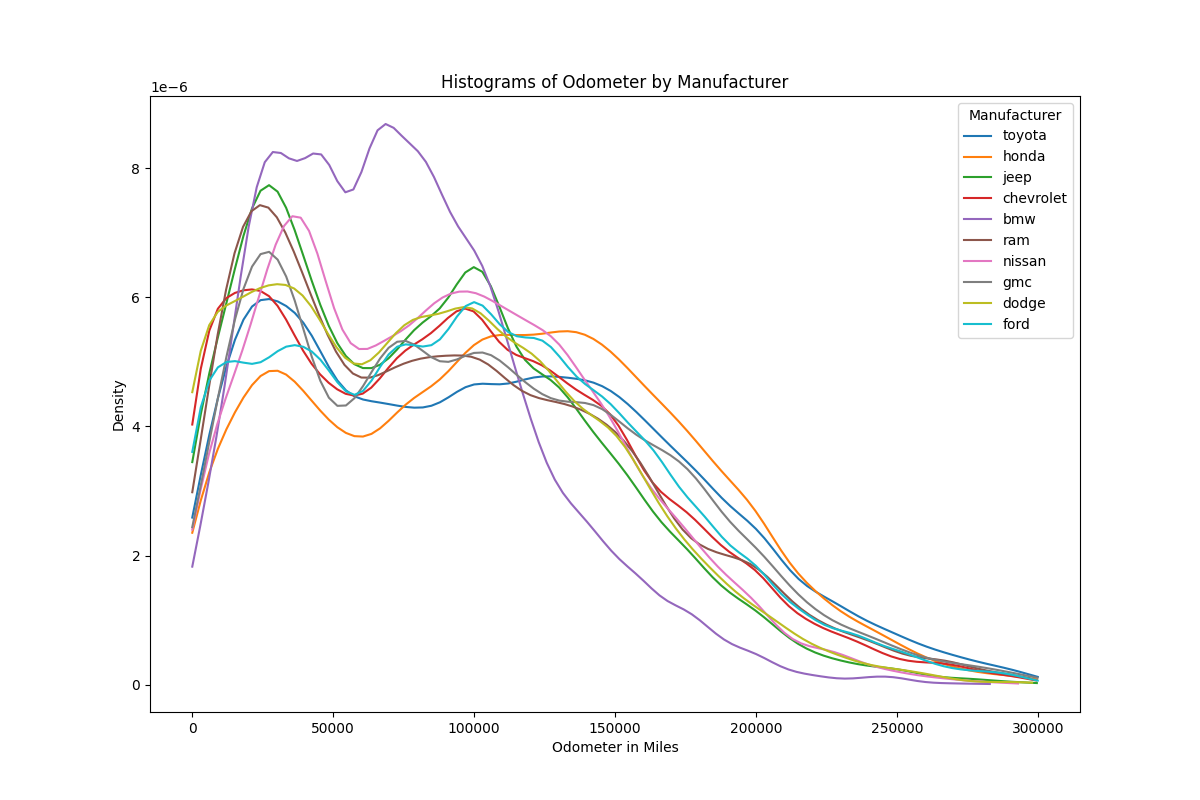 Histograms of Odometer by Manufacturer
1e−6
Manufacturer
toyota
honda
jeep
chevrolet
bmw
ram
nissan
gmc
dodge
ford
8
6
4
2
0
Density
0 50000 100000 150000 200000 250000 300000
Odometer in Miles